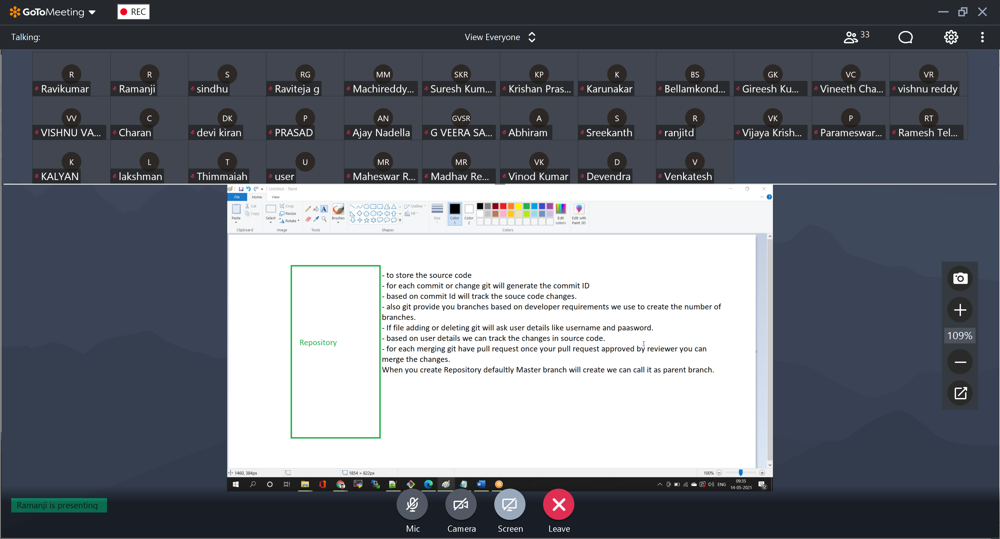 GoToMeeting
REC
Talking:
View Everyone
33
R R S RG MM SKR KP K BS GK VC VR
Ravikumar Ramanji sindhu Raviteja g Machireddy... Suresh Kum... Krishan Pras... Karunakar Bellamkond... Gireesh Ku... Vineeth Cha... vishnu reddy
VV C DK P AN GVSR A S R VK P RT
VISHNU VA... Charan devi kiran PRASAD Ajay Nadella G VEERA SA... Abhiram Sreekanth ranjitd Vijaya Krish... Parameswar... Ramesh Tel...
K L T U MR MR VK D V
KALYAN lakshman Thimmaiah user Maheswar R... Madhav Re... Vinod Kumar Devendra Venkatesh
Untitled - Paint
File Home View
Cut Crop Outline
Copy Resize A Fill
Paste Select Rotate Brushes Size Color 1 Color 2 Edit colors Edit with Paint 3D
Clipboard Image Tools Shapes Colors
- to store the source code
- for each commit or change git will generate the commit ID
- based on commit Id will track the souce code changes.
- also git provide you branches based on developer requirements we use to create the number of
branches.
- If file adding or deleting git will ask user details like username and paasword.
- based on user details we can track the changes in source code.
Repository
- for each merging git have pull request once your pull request approved by reviewer you can
merge the changes.
When you create Repository defaultly Master branch will create we can call it as parent branch.
109%
1460, 384px 1854 × 822px 100%
ENG 09:35 12
14-05-2021
Ramanji is presenting
Mic Camera Screen Leave